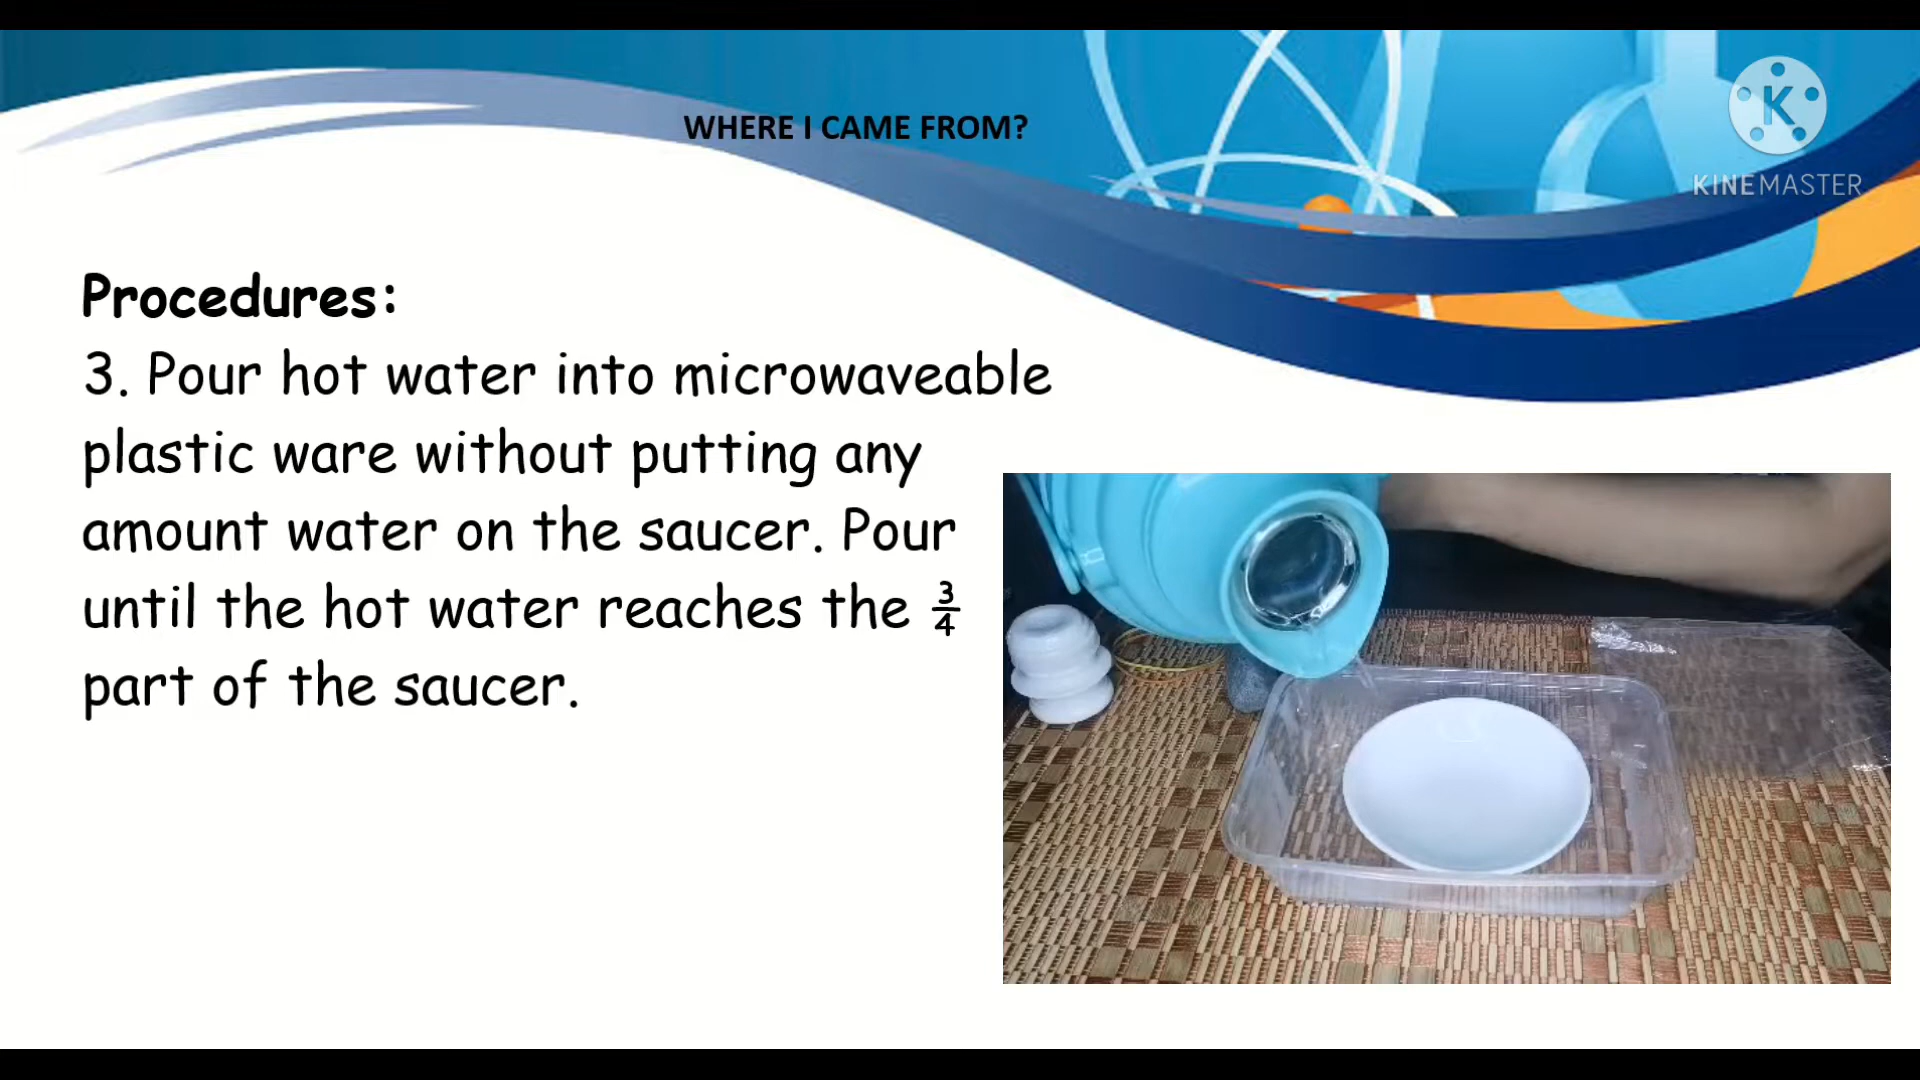 WHERE I CAME FROM?
K
KINEMASTER
Procedures:
3. Pour hot water into microwaveable
plastic ware without putting any
amount water on the saucer. Pour
until the hot water reaches the ¾
part of the saucer.